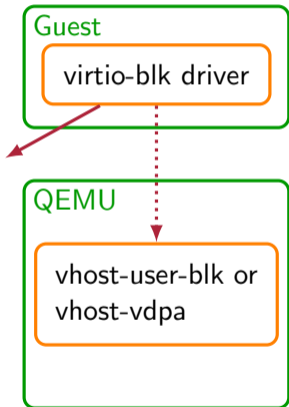 Guest
virtio-blk driver
QEMU
vhost-user-blk or
vhost-vdpa